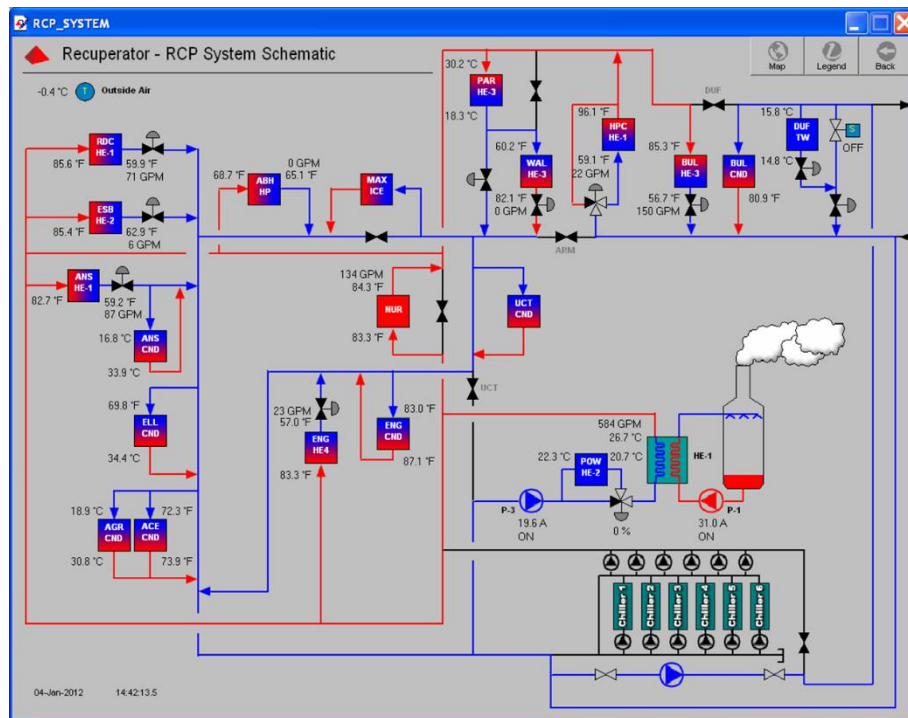 RCP_SYSTEM
Recuperator - RCP System Schematic
Map
Legend
Back
-0.4 °C
T
Outside Air
RDC
HE-1
85.6 °F
59.9 °F
71 GPM
ESB
HE-2
85.4 °F
62.9 °F
6 GPM
ANS
HE-1
82.7 °F
59.2 °F
87 GPM
16.8 °C
ANS
CND
33.9 °C
69.8 °F
ELL
CND
34.4 °C
18.9 °C
72.3 °F
AGR
CND
ACE
CND
30.8 °C
73.9 °F
0 GPM
68.7 °F
ABH
HP
65.1 °F
MAX
ICE
134 GPM
84.3 °F
NUR
83.3 °F
23 GPM
57.0 °F
ENG
HE4
83.3 °F
83.0 °F
ENG
CND
87.1 °F
30.2 °C
PAR
HE-3
18.3 °C
60.2 °F
WAL
HE-3
82.1 °F
0 GPM
ARM
96.1 °F
HPC
HE-1
59.1 °F
22 GPM
85.3 °F
BUL
HE-3
56.7 °F
150 GPM
DUF
BUL
CND
80.9 °F
15.8 °C
DUF
TW
14.8 °C
S
OFF
UCT
CND
UCT
584 GPM
26.7 °C
20.7 °C
HE-1
22.3 °C
POW
HE-2
P-3
19.6 A
ON
0 %
P-1
31.0 A
ON
Chiller 1
Chiller 2
Chiller 3
Chiller 4
Chiller 5
Chiller 6
04-Jan-2012
14:42:13.5